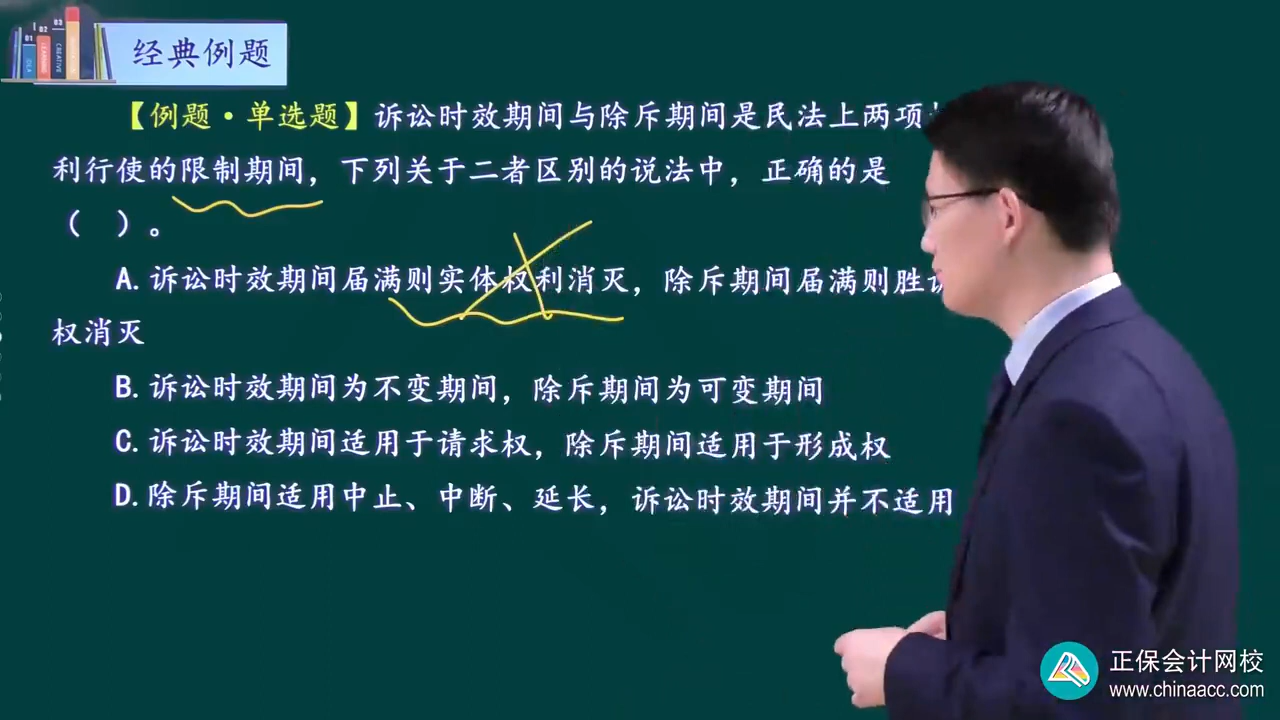 经典例题
【例题·单选题】诉讼时效期间与除斥期间是民法上两项
利行使的限制期间，下列关于二者区别的说法中，正确的是
（ ）。
A. 诉讼时效期间届满则实体权利消灭，除斥期间届满则胜
权消灭
B. 诉讼时效期间为不变期间，除斥期间为可变期间
C. 诉讼时效期间适用于请求权，除斥期间适用于形成权
D. 除斥期间适用中止、中断、延长，诉讼时效期间并不适用
正保会计网校
www.chinaacc.com